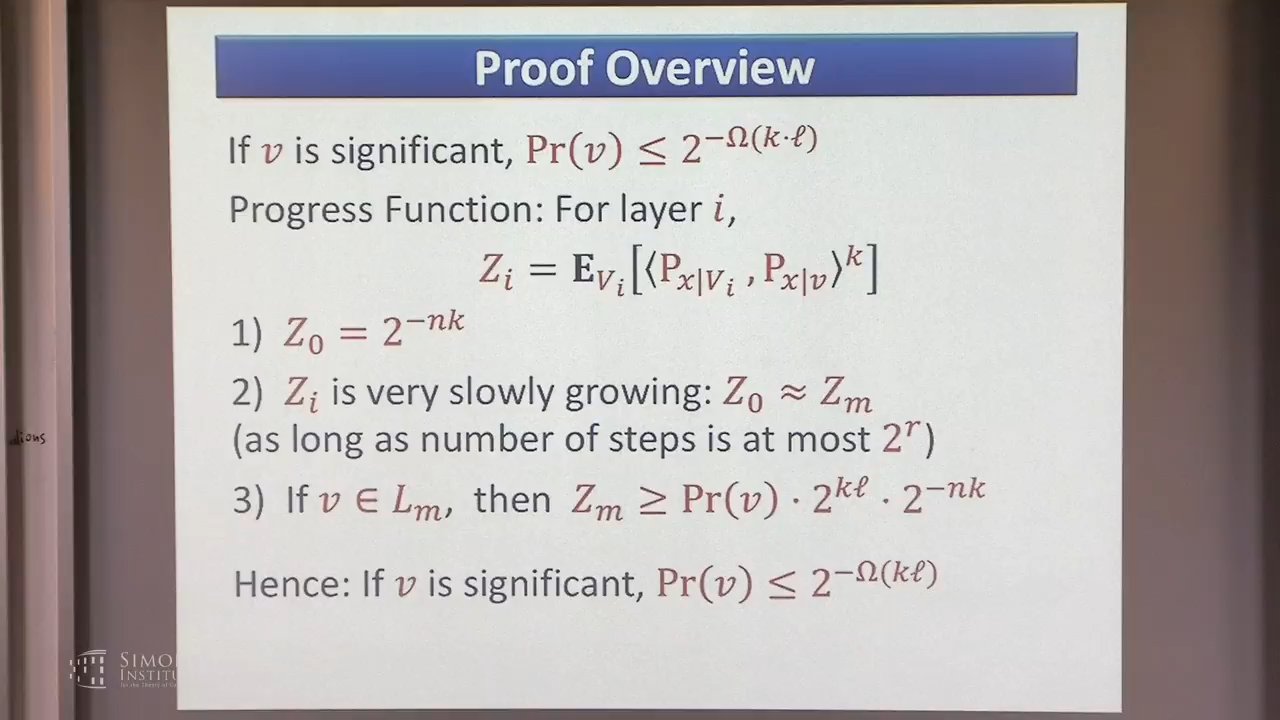 Proof Overview
If v is significant, Pr(v) ≤ 2^{−Ω(k·ℓ)}
Progress Function: For layer i,
Z_i = E_{V_i}[⟨P_{x|V_i} , P_{x|v}⟩^k]
1) Z_0 = 2^{−nk}
2) Z_i is very slowly growing: Z_0 ≈ Z_m
(as long as number of steps is at most 2^r)
3) If v ∈ L_m, then Z_m ≥ Pr(v) · 2^{kℓ} · 2^{−nk}
Hence: If v is significant, Pr(v) ≤ 2^{−Ω(kℓ)}